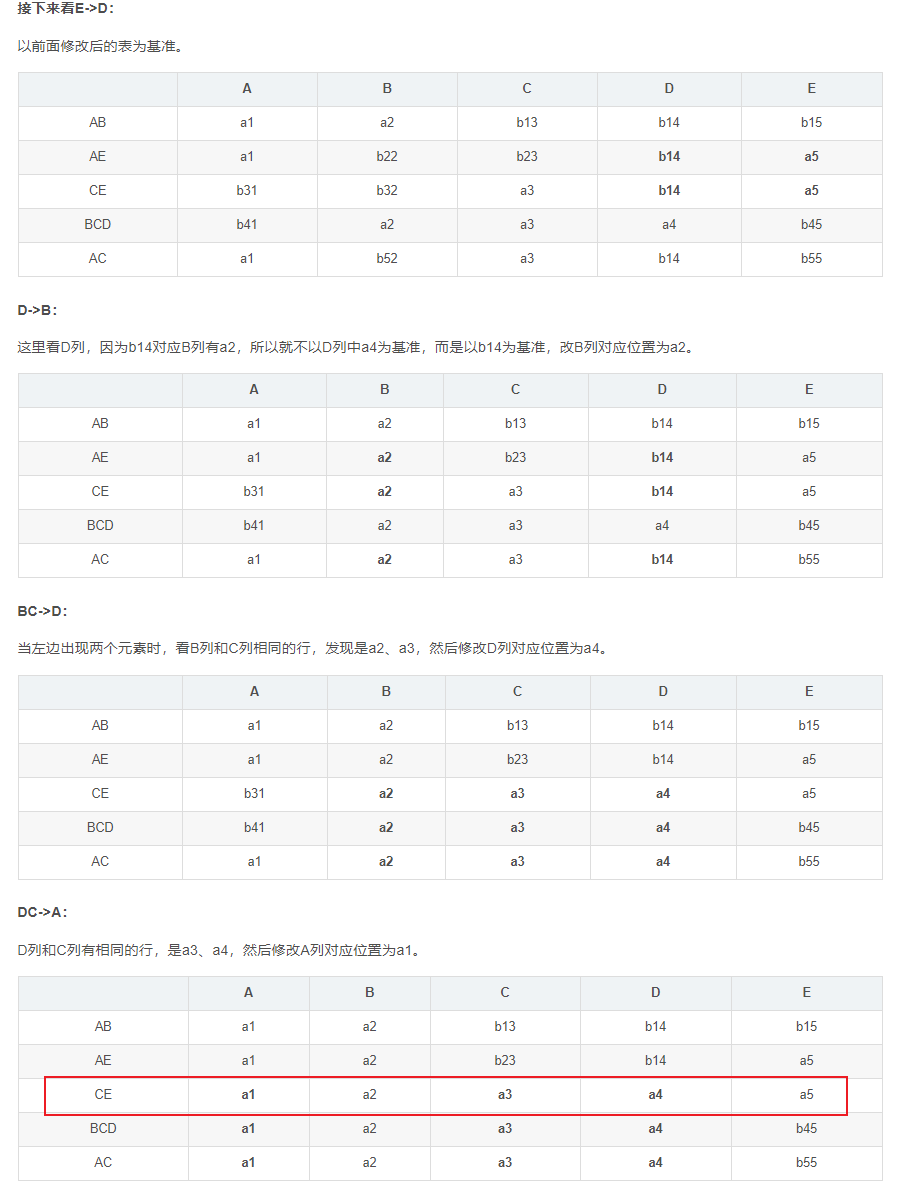 接下来看E->D：
以前面修改后的表为基准。
A B C D E
AB a1 a2 b13 b14 b15
AE a1 b22 b23 b14 a5
CE b31 b32 a3 b14 a5
BCD b41 a2 a3 a4 b45
AC a1 b52 a3 b14 b55
D->B：
这里看D列，因为b14对应B列有a2，所以就不以D列中a4为基准，而是以b14为基准，改B列对应位置为a2。
A B C D E
AB a1 a2 b13 b14 b15
AE a1 a2 b23 b14 a5
CE b31 a2 a3 b14 a5
BCD b41 a2 a3 a4 b45
AC a1 a2 a3 b14 b55
BC->D：
当左边出现两个元素时，看B列和C列相同的行，发现是a2、a3，然后修改D列对应位置为a4。
A B C D E
AB a1 a2 b13 b14 b15
AE a1 a2 b23 b14 a5
CE b31 a2 a3 a4 a5
BCD b41 a2 a3 a4 b45
AC a1 a2 a3 a4 b55
DC->A：
D列和C列有相同的行，是a3、a4，然后修改A列对应位置为a1。
A B C D E
AB a1 a2 b13 b14 b15
AE a1 a2 b23 b14 a5
CE a1 a2 a3 a4 a5
BCD a1 a2 a3 a4 b45
AC a1 a2 a3 a4 b55